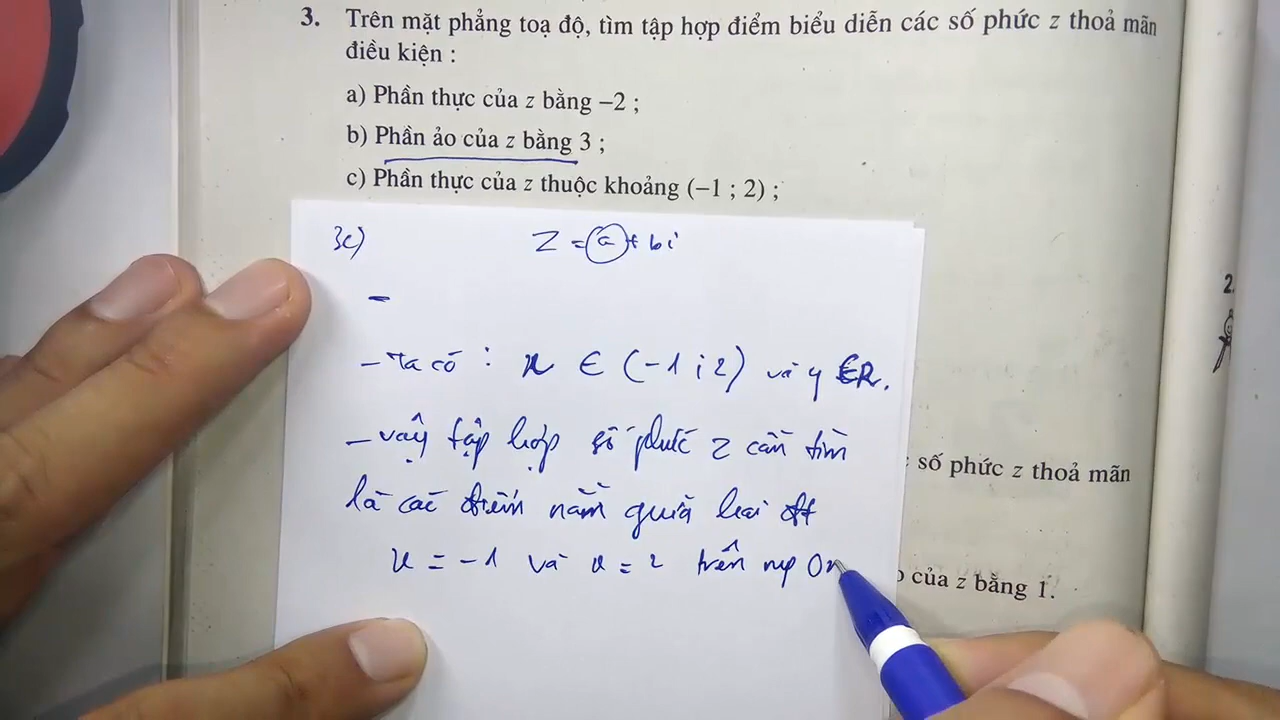 3. Trên mặt phẳng toạ độ, tìm tập hợp điểm biểu diễn các số phức z thoả mãn
điều kiện :
a) Phần thực của z bằng –2 ;
b) Phần ảo của z bằng 3 ;
c) Phần thực của z thuộc khoảng (–1 ; 2) ;
3c) Z = a + bi
–
– Ta có : x ∈ (-1 ; 2) và y ∈ R.
– vậy tập hợp số phức z cần tìm
là các điểm nằm giữa hai đt
x = -1 và x = 2 trên mp Ox
2.
số phức z thoả mãn
của z bằng 1.